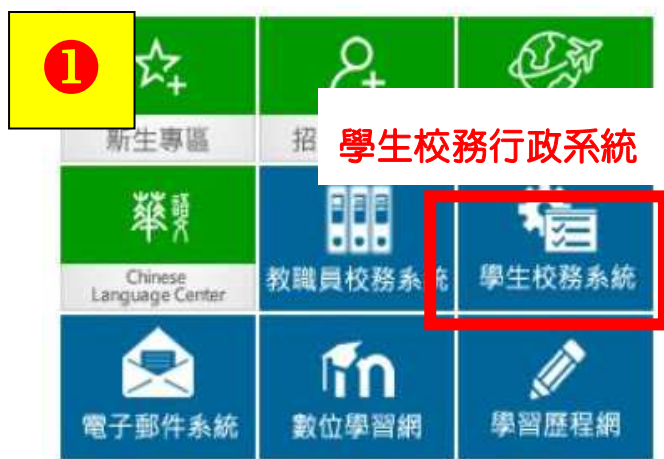 ❶
新生專區
招
學生校務行政系統
華語
Chinese
Language Center
教職員校務系統
學生校務系統
電子郵件系統
數位學習網
學習歷程網